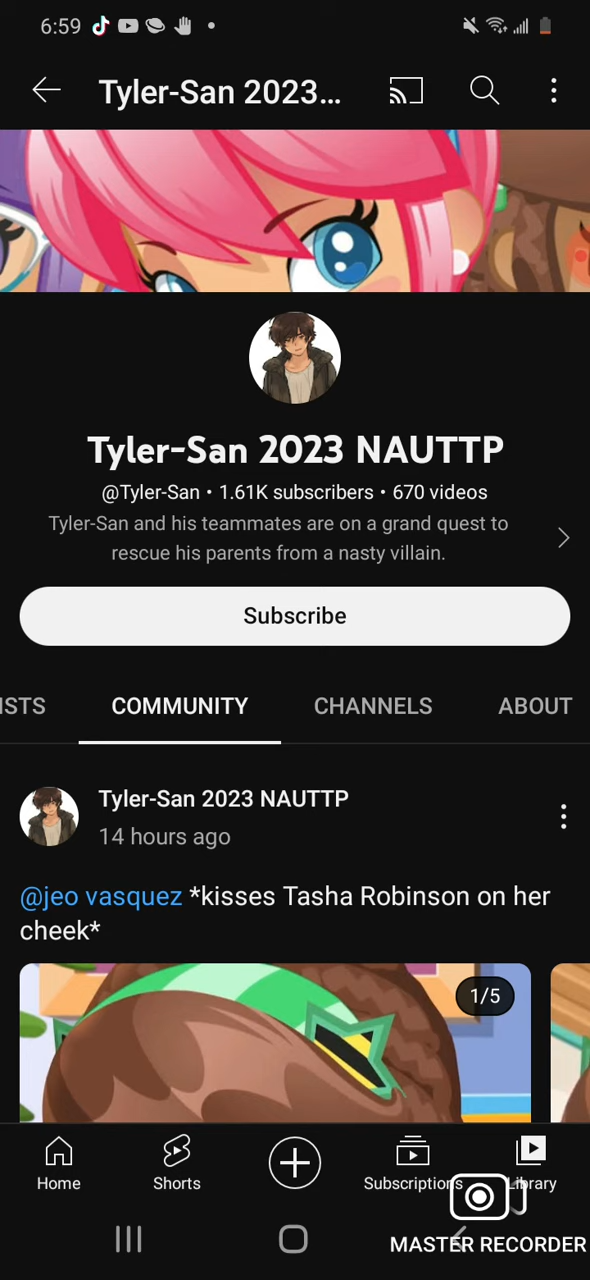 6:59
Tyler-San 2023...
Tyler-San 2023 NAUTTP
@Tyler-San • 1.61K subscribers • 670 videos
Tyler-San and his teammates are on a grand quest to
rescue his parents from a nasty villain.
Subscribe
ISTS
COMMUNITY
CHANNELS
ABOUT
Tyler-San 2023 NAUTTP
14 hours ago
@jeo vasquez *kisses Tasha Robinson on her
cheek*
1/5
Home
Shorts
Subscriptions
Library
MASTER RECORDER